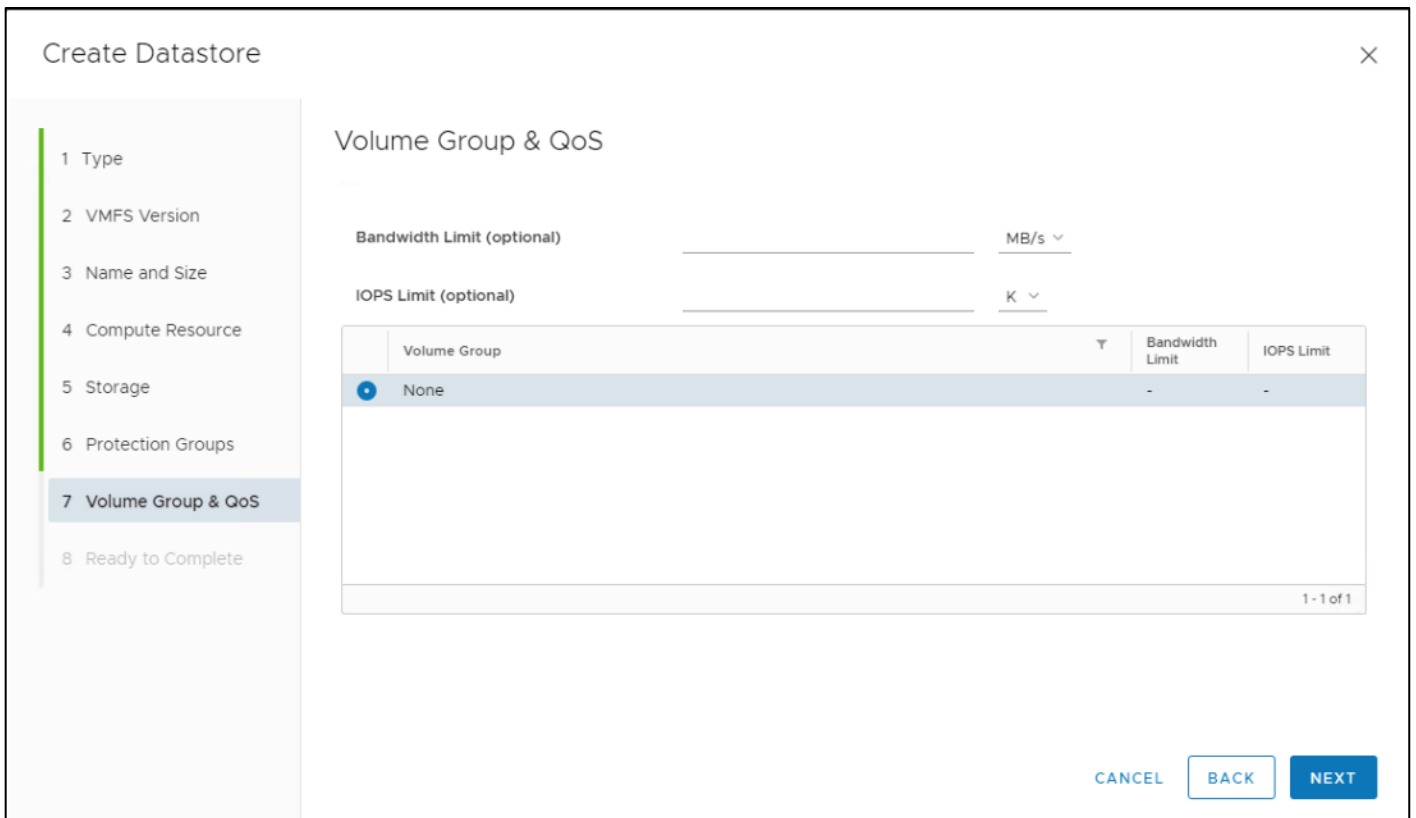 Create Datastore
1 Type
2 VMFS Version
3 Name and Size
4 Compute Resource
5 Storage
6 Protection Groups
7 Volume Group & QoS
8 Ready to Complete
Volume Group & QoS
Bandwidth Limit (optional) MB/s
IOPS Limit (optional) K
Volume Group Bandwidth Limit IOPS Limit
None - -
1 - 1 of 1
CANCEL BACK NEXT